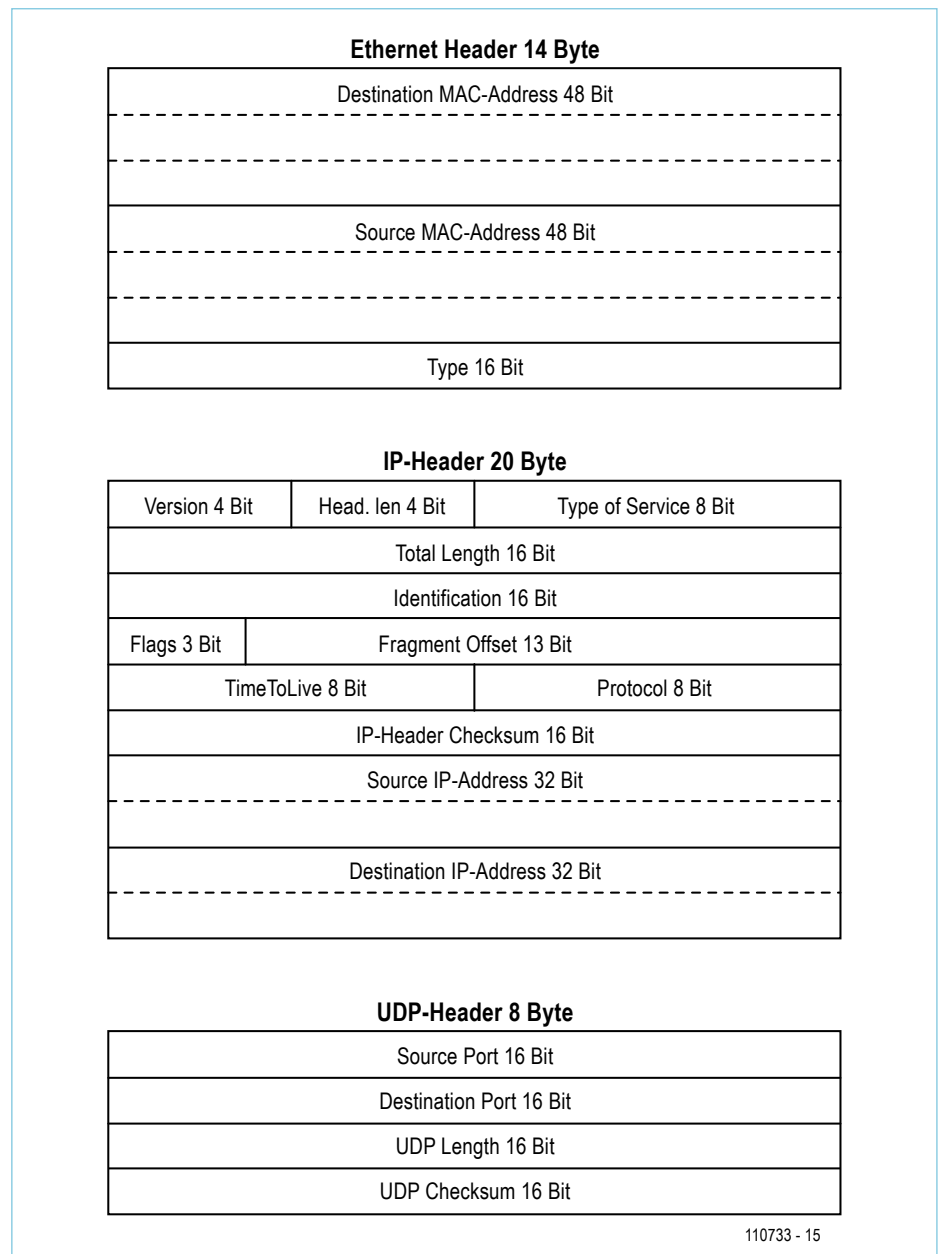 Ethernet Header 14 Byte
Destination MAC-Address 48 Bit
Source MAC-Address 48 Bit
Type 16 Bit
IP-Header 20 Byte
Version 4 Bit Head. len 4 Bit Type of Service 8 Bit
Total Length 16 Bit
Identification 16 Bit
Flags 3 Bit Fragment Offset 13 Bit
TimeToLive 8 Bit Protocol 8 Bit
IP-Header Checksum 16 Bit
Source IP-Address 32 Bit
Destination IP-Address 32 Bit
UDP-Header 8 Byte
Source Port 16 Bit
Destination Port 16 Bit
UDP Length 16 Bit
UDP Checksum 16 Bit
110733 - 15